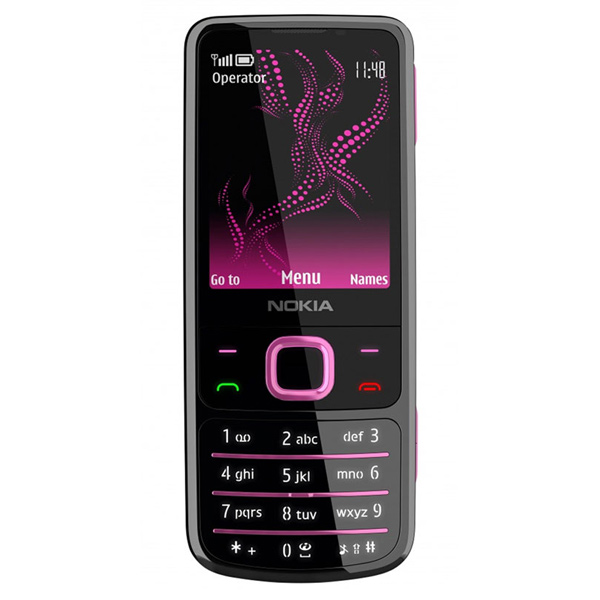 11:48
Operator
Go to Menu Names
NOKIA
1 2 abc def 3
4 ghi 5 jkl mno 6
7 pqrs 8 tuv wxyz 9
* + 0 #